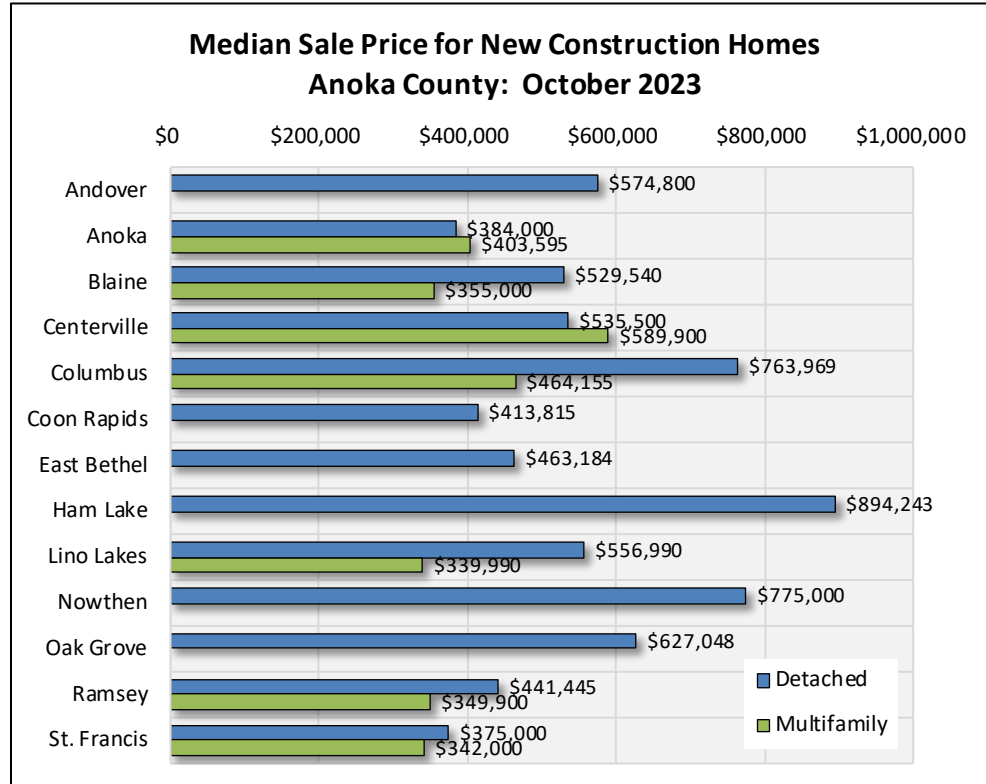 Median Sale Price for New Construction Homes
Anoka County: October 2023
$0 $200,000 $400,000 $600,000 $800,000 $1,000,000
Andover $574,800
Anoka $384,000
$403,595
Blaine $529,540
$355,000
Centerville $535,500
$589,900
Columbus $763,969
$464,155
Coon Rapids $413,815
East Bethel $463,184
Ham Lake $894,243
Lino Lakes $556,990
$339,990
Nowthen $775,000
Oak Grove $627,048
Ramsey $441,445
$349,900
St. Francis $375,000
$342,000
Detached
Multifamily